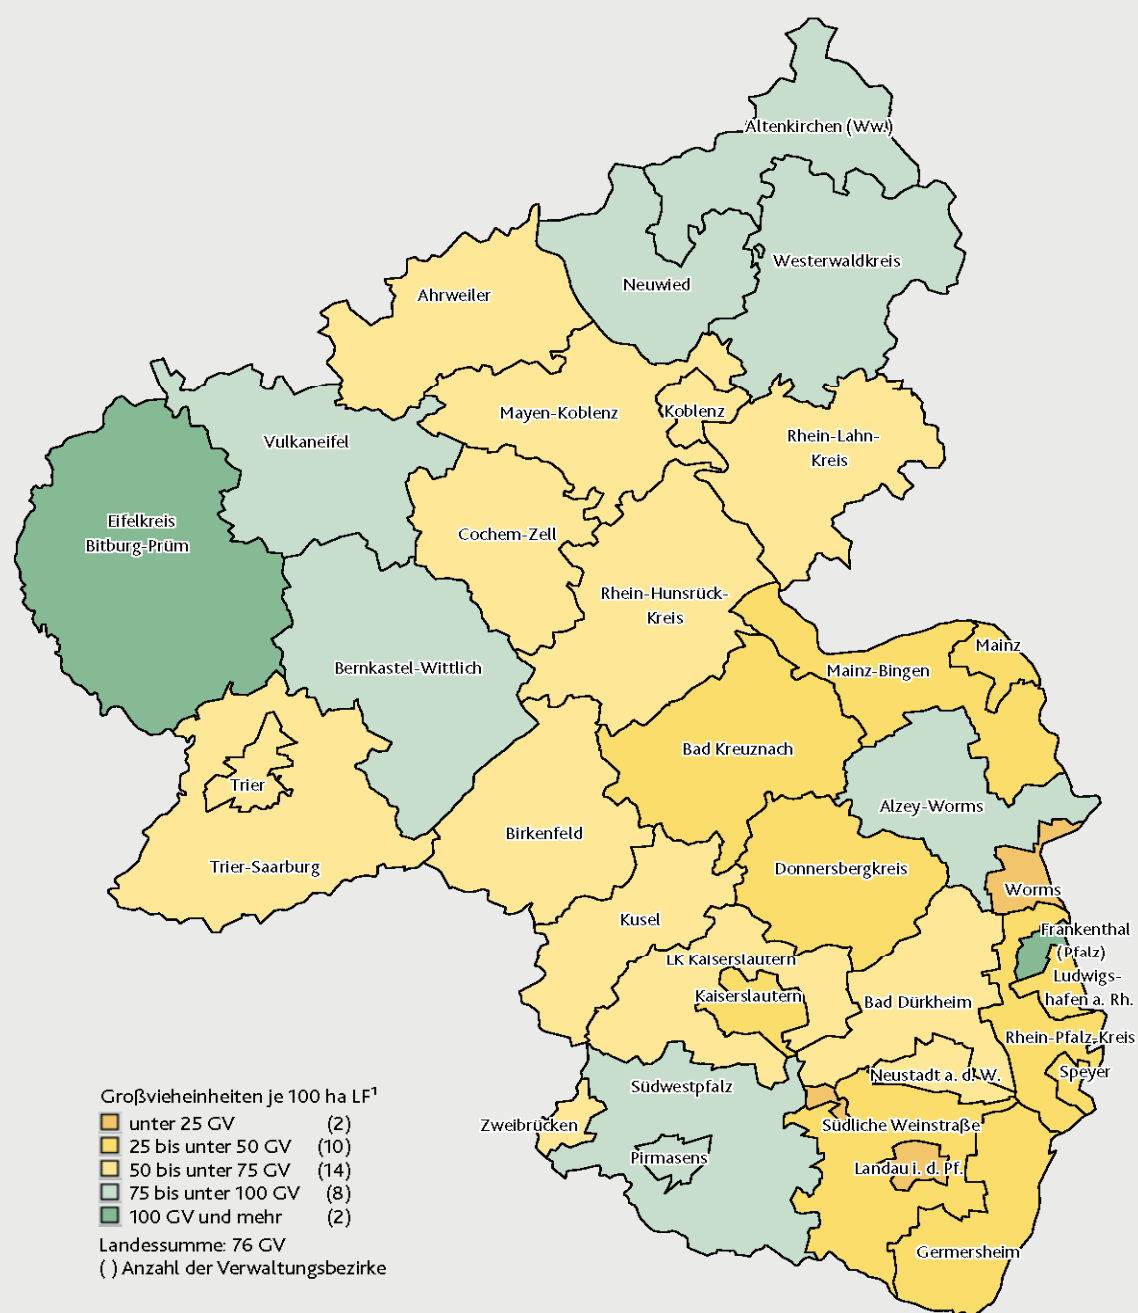 Altenkirchen (Ww.)
Westerwaldkreis
Neuwied
Ahrweiler
Mayen-Koblenz
Koblenz
Rhein-Lahn-
Kreis
Vulkaneifel
Eifelkreis
Bitburg-Prüm
Cochem-Zell
Rhein-Hunsrück-
Kreis
Mainz
Mainz-Bingen
Bernkastel-Wittlich
Bad Kreuznach
Trier
Alzey-Worms
Birkenfeld
Trier-Saarburg
Donnersbergkreis
Worms
Kusel
Frankenthal
(Pfalz)
LK Kaiserslautern
Ludwigs-
hafen a. Rh.
Kaiserslautern
Bad Dürkheim
Rhein-Pfalz-Kreis
Speyer
Neustadt a. d. W.
Südwestpfalz
Zweibrücken
Südliche Weinstraße
Pirmasens
Landau i. d. Pf.
Germersheim
Großvieheinheiten je 100 ha LF¹
unter 25 GV (2)
25 bis unter 50 GV (10)
50 bis unter 75 GV (14)
75 bis unter 100 GV (8)
100 GV und mehr (2)
Landessumme: 76 GV
( ) Anzahl der Verwaltungsbezirke